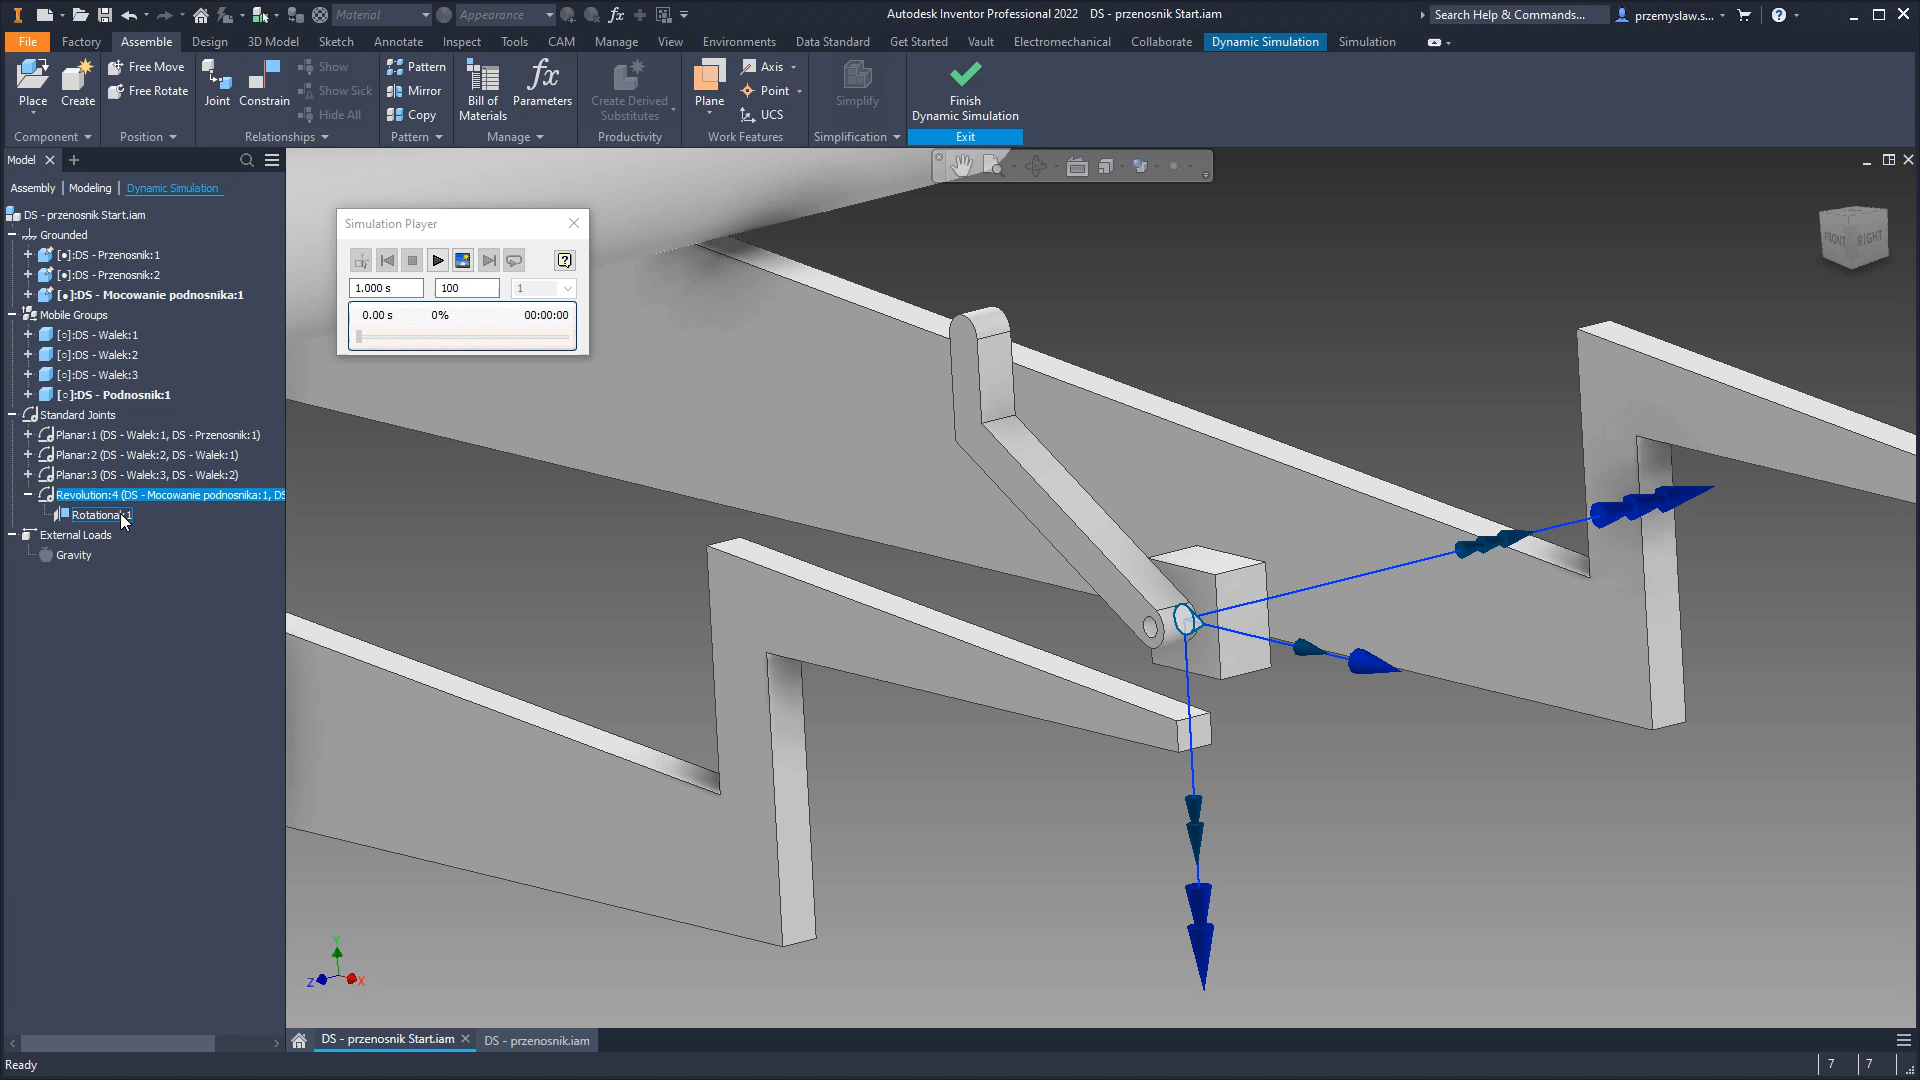 Material
Appearance
Autodesk Inventor Professional 2022 DS - przenosnik Start.iam
Search Help & Commands...
przemyslaw.s...
File Factory Assemble Design 3D Model Sketch Annotate Inspect Tools CAM Manage View Environments Data Standard Get Started Vault Electromechanical Collaborate Dynamic Simulation Simulation
Place
Create
Free Move
Free Rotate
Joint
Constrain
Show
Show Sick
Hide All
Pattern
Mirror
Copy
Bill of
Materials
Parameters
Create Derived
Substitutes
Plane
Axis
Point
UCS
Simplify
Finish
Dynamic Simulation
Component Position Relationships Pattern Manage Productivity Work Features Simplification Exit
Model
Assembly | Modeling | Dynamic Simulation
DS - przenosnik Start.iam
Grounded
[●]:DS - Przenosnik:1
[●]:DS - Przenosnik:2
[●]:DS - Mocowanie podnosnika:1
Mobile Groups
[○]:DS - Walek:1
[○]:DS - Walek:2
[○]:DS - Walek:3
[○]:DS - Podnosnik:1
Standard Joints
Planar:1 (DS - Walek:1, DS - Przenosnik:1)
Planar:2 (DS - Walek:2, DS - Walek:1)
Planar:3 (DS - Walek:3, DS - Walek:2)
Revolution:4 (DS - Mocowanie podnosnika:1, DS
Rotational:1
External Loads
Gravity
Simulation Player
1.000 s
100
1
0.00 s 0% 00:00:00
FRONT RIGHT
Y
Z X
DS - przenosnik Start.iam
DS - przenosnik.iam
Ready
7 7